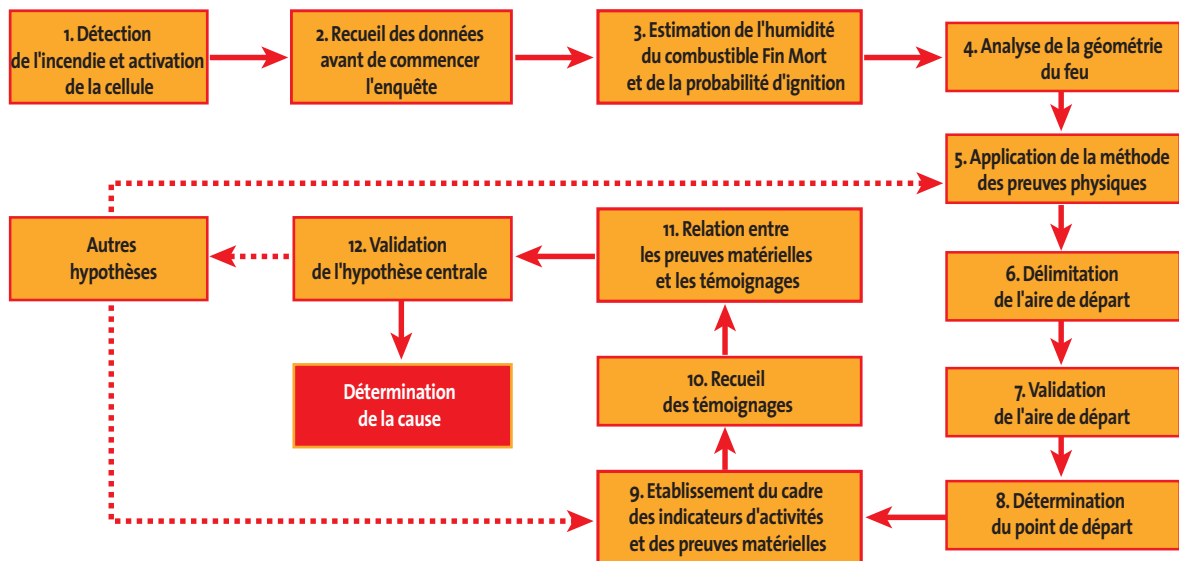 1. Détection
de l'incendie et activation
de la cellule
2. Recueil des données
avant de commencer
l'enquête
3. Estimation de l'humidité
du combustible Fin Mort
et de la probabilité d'ignition
4. Analyse de la géométrie
du feu
5. Application de la méthode
des preuves physiques
6. Délimitation
de l'aire de départ
7. Validation
de l'aire de départ
8. Détermination
du point de départ
9. Etablissement du cadre
des indicateurs d'activités
et des preuves matérielles
10. Recueil
des témoignages
11. Relation entre
les preuves matérielles
et les témoignages
12. Validation
de l'hypothèse centrale
Autres
hypothèses
Détermination
de la cause